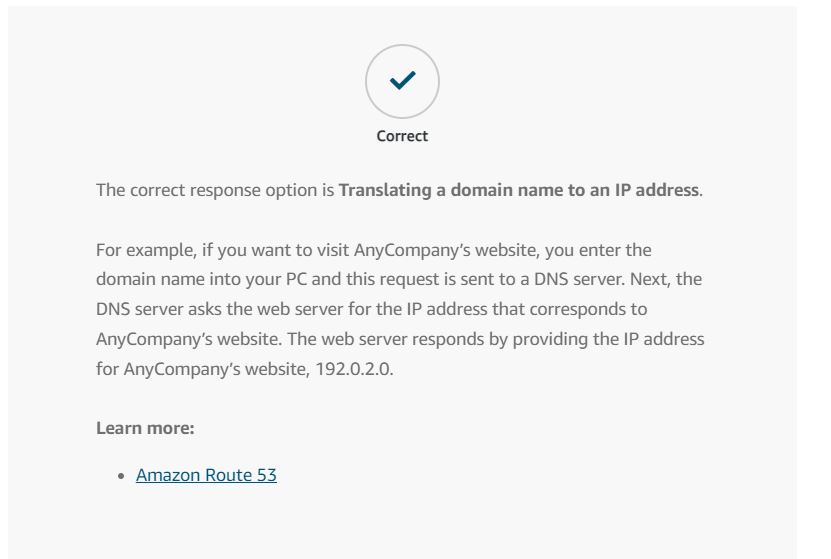 Correct
The correct response option is Translating a domain name to an IP address.
For example, if you want to visit AnyCompany’s website, you enter the
domain name into your PC and this request is sent to a DNS server. Next, the
DNS server asks the web server for the IP address that corresponds to
AnyCompany’s website. The web server responds by providing the IP address
for AnyCompany’s website, 192.0.2.0.
Learn more:
• Amazon Route 53